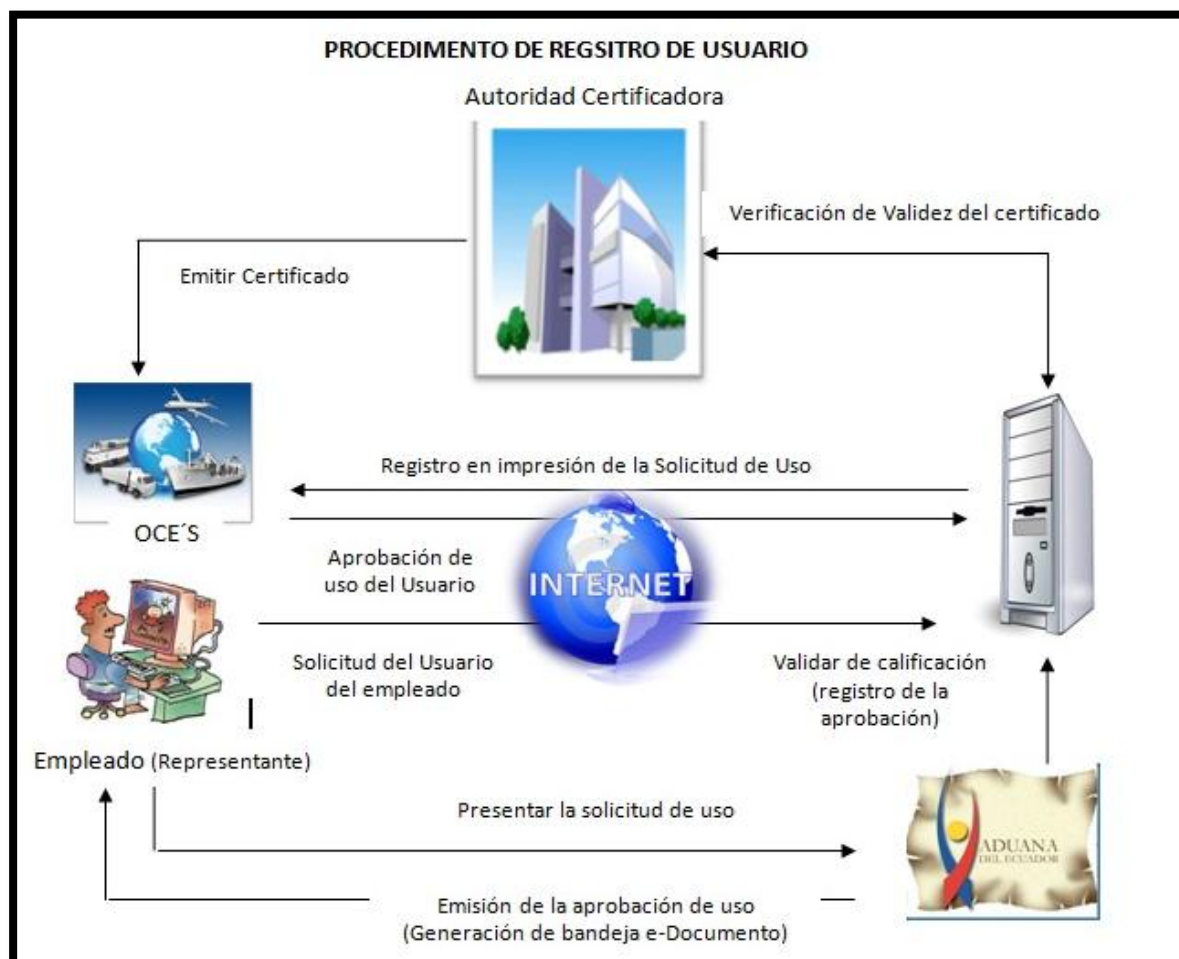 PROCEDIMENTO DE REGSITRO DE USUARIO
Autoridad Certificadora
Verificación de Validez del certificado
Emitir Certificado
Registro en impresión de la Solicitud de Uso
OCE´S
Aprobación de
uso del Usuario
INTERNET
Solicitud del Usuario
del empleado
Validar de calificación
(registro de la
aprobación)
Empleado (Representante)
Presentar la solicitud de uso
ADUANA
DEL ECUADOR
Emisión de la aprobación de uso
(Generación de bandeja e-Documento)